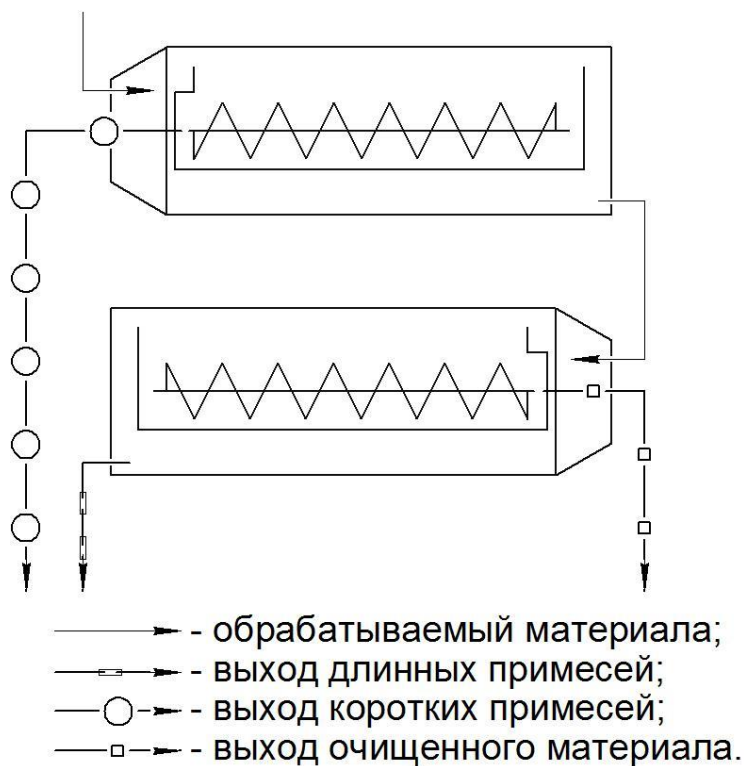 - обрабатываемый материала;
- выход длинных примесей;
- выход коротких примесей;
- выход очищенного материала.